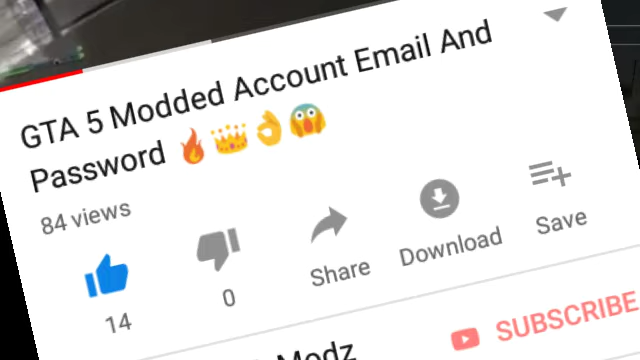 GTA 5 Modded Account Email And
Password 🔥👑👌😱
84 views
14
0
Share
Download
Save
Modz
SUBSCRIBE